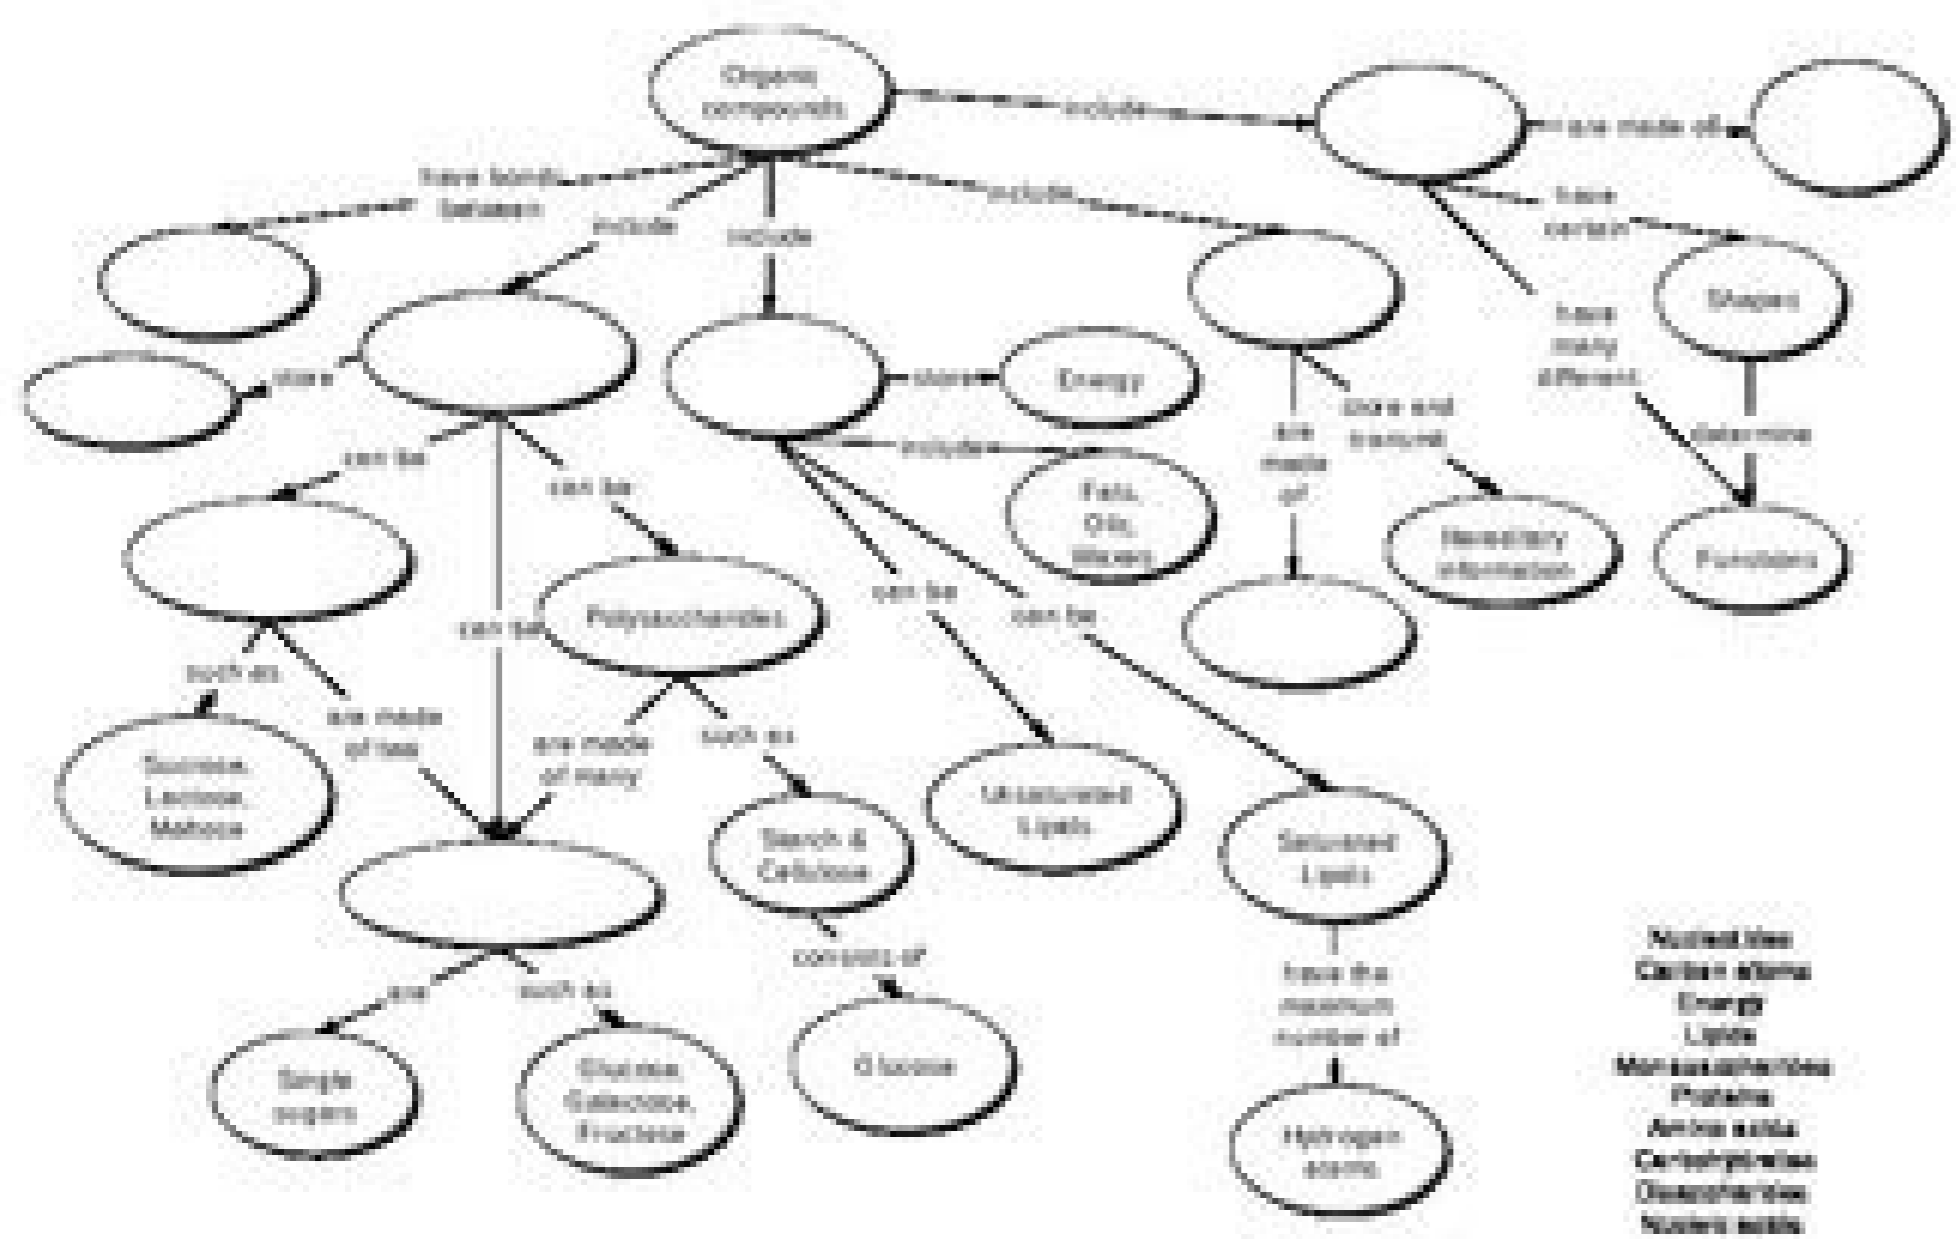 Organic
compounds
include
are made of
have bonds
between
include
include
include
have
certain
Shapes
have
many
different
determine
Functions
store
store
Energy
includes
Fats,
Oils,
Waxes
are
made
of
store and
transmit
Hereditary
information
can be
can be
can be
Polysaccharides
can be
can be
such as
are made
of two
are made
of many
such as
Sucrose,
Lactose,
Maltose
Starch &
Cellulose
Unsaturated
Lipids
Saturated
Lipids
consists of
Glucose
are
such as
Single
sugars
Glucose,
Galactose,
Fructose
have the
maximum
number of
Hydrogen
atoms
Nucleotides
Carbon atoms
Energy
Lipids
Monosaccharides
Proteins
Amino acids
Carbohydrates
Disaccharides
Nucleic acids